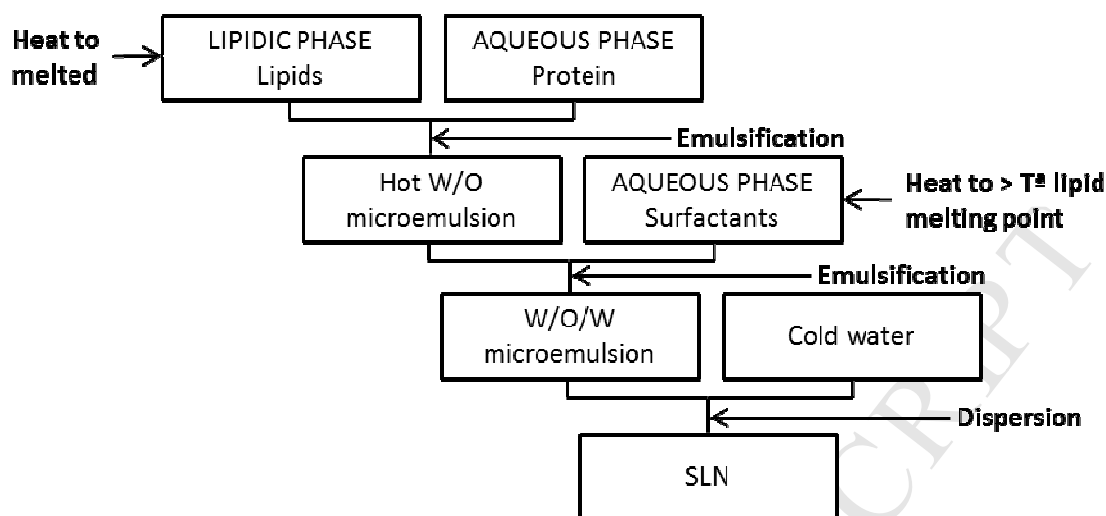 Heat to
melted
LIPIDIC PHASE
Lipids
AQUEOUS PHASE
Protein
Emulsification
Hot W/O
microemulsion
AQUEOUS PHASE
Surfactants
Heat to > Tª lipid
melting point
Emulsification
W/O/W
microemulsion
Cold water
Dispersion
SLN
CRIPT